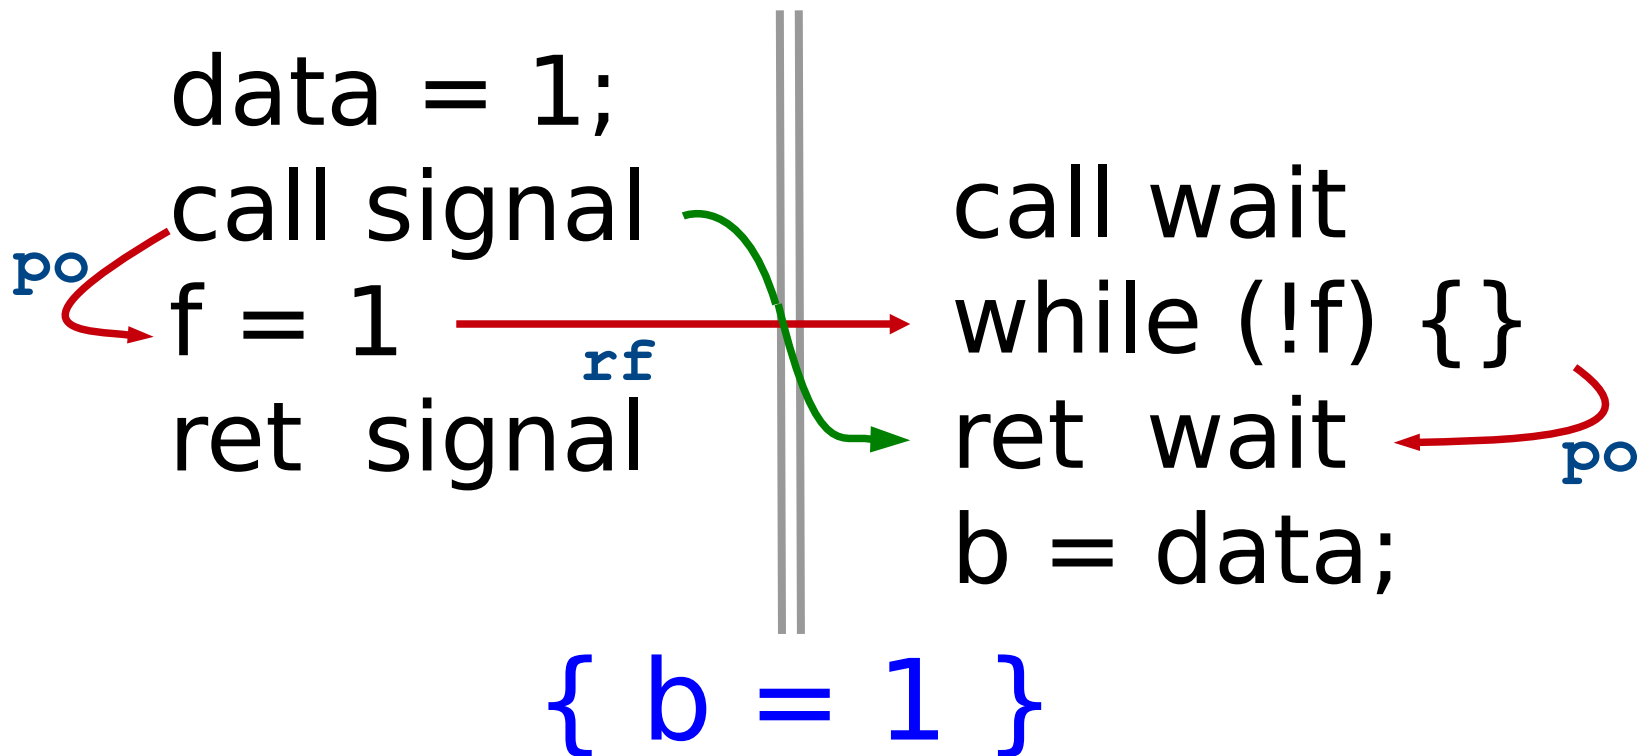 data = 1;
call signal
po
f = 1
rf
ret signal
call wait
while (!f) {}
ret wait
po
b = data;
{ b = 1 }